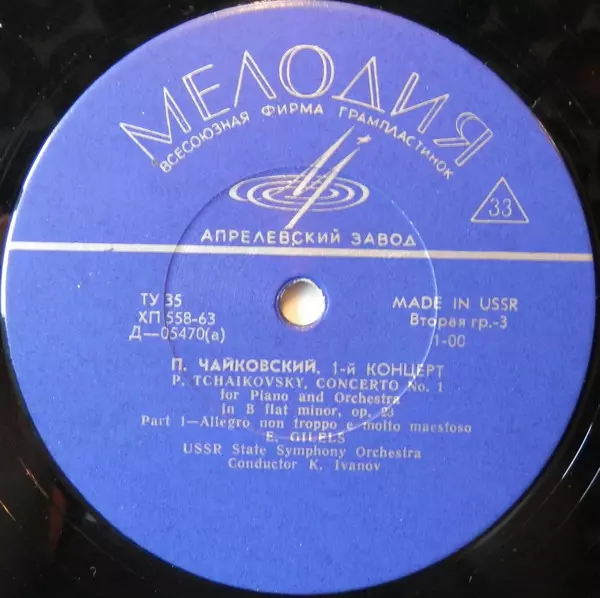 МЕЛОДИЯ
ВСЕСОЮЗНАЯ ФИРМА ГРАМПЛАСТИНОК
33
АПРЕЛЕВСКИЙ ЗАВОД
ТУ 35
ХП 558-63
Д—05470(а)
MADE IN USSR
Вторая гр.-3
1-00
П. ЧАЙКОВСКИЙ. 1-й КОНЦЕРТ
P. TCHAIKOVSKY, CONCERTO No. 1
for Piano and Orchestra
in B flat minor, op. 23
Part 1—Allegro non troppo e molto maestoso
E. GILELS
USSR State Symphony Orchestra
Conductor K. Ivanov